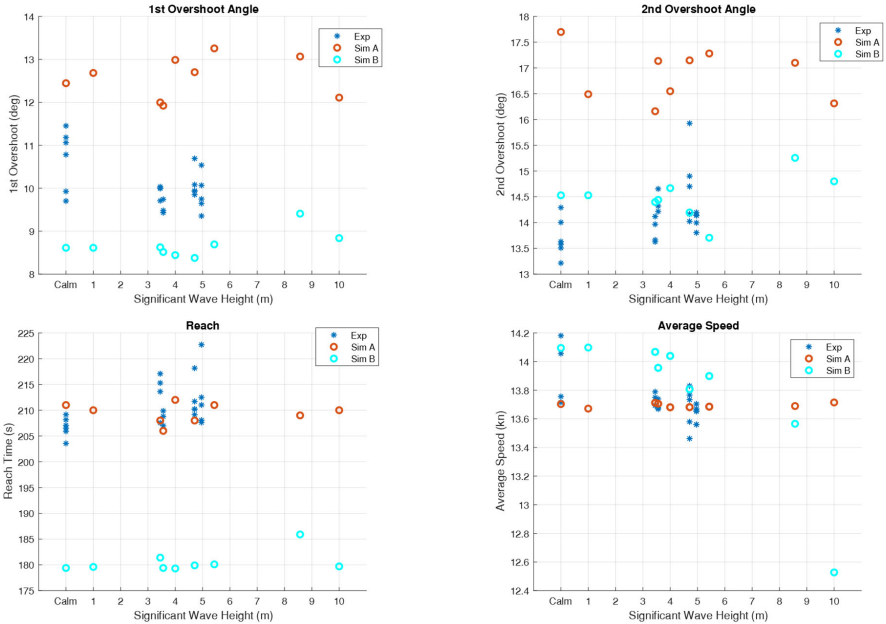 1st Overshoot Angle
14
13
12
11
10
9
8
1st Overshoot (deg)
Calm 1 2 3 4 5 6 7 8 9 10
Significant Wave Height (m)
Exp
Sim A
Sim B
2nd Overshoot Angle
18
17.5
17
16.5
16
15.5
15
14.5
14
13.5
13
2nd Overshoot (deg)
Calm 1 2 3 4 5 6 7 8 9 10
Significant Wave Height (m)
Exp
Sim A
Sim B
Reach
225
220
215
210
205
200
195
190
185
180
175
Reach Time (s)
Calm 1 2 3 4 5 6 7 8 9 10
Significant Wave Height (m)
Exp
Sim A
Sim B
Average Speed
14.2
14
13.8
13.6
13.4
13.2
13
12.8
12.6
12.4
Average Speed (kn)
Calm 1 2 3 4 5 6 7 8 9 10
Significant Wave Height (m)
Exp
Sim A
Sim B